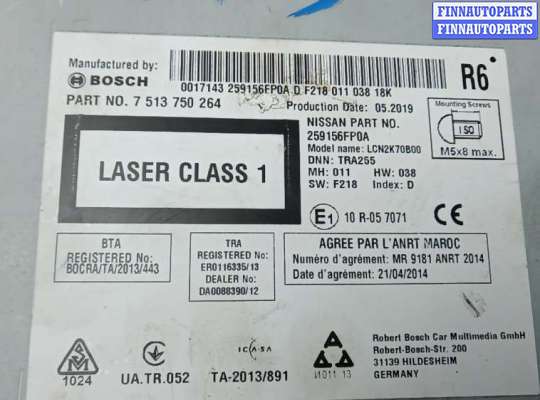 FINNAUTOPARTS
FINNAUTOPARTS
FINNAUTOPARTS
Manufactured by:
BOSCH
0017143 259156FP0A D F218 011 038 18K
R6
PART NO. 7 513 750 264
Production Date: 05.2019
NISSAN PART NO.
259156FP0A
Model name: LCN2K70B00
DNN: TRA255
MH: 011 HW: 038
SW: F218 Index: D
Mounting Screws
ISO
M5x8 max.
LASER CLASS 1
E1 10 R-05 7071 CE
BTA
REGISTERED No:
BOCRA/TA/2013/443
TRA
REGISTERED No:
ER0116335/13
DEALER No:
DA0088390/12
AGREE PAR L'ANRT MAROC
Numéro d'agrément: MR 9181 ANRT 2014
Date d'agrément: 21/04/2014
SM
1024
UA.TR.052
ICASA
TA-2013/891
13
Robert Bosch Car Multimedia GmbH
Robert-Bosch-Str. 200
31139 HILDESHEIM
GERMANY